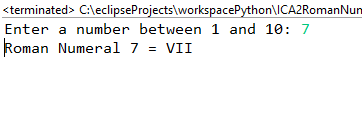 <terminated> C:\eclipseProjects\workspacePython\ICA2RomanNun
Enter a number between 1 and 10: 7
Roman Numeral 7 = VII